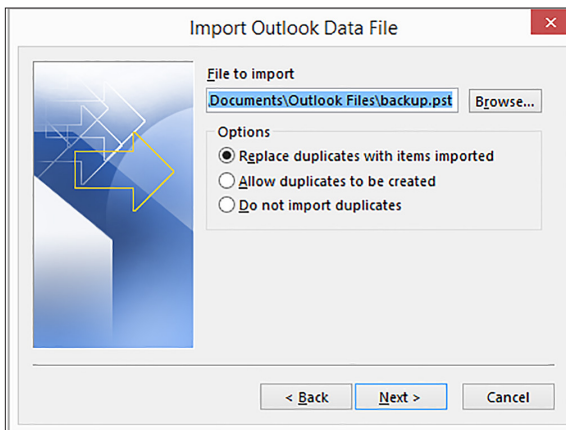 Import Outlook Data File
File to import
Documents\Outlook Files\backup.pst
Browse...
Options
Replace duplicates with items imported
Allow duplicates to be created
Do not import duplicates
< Back
Next >
Cancel